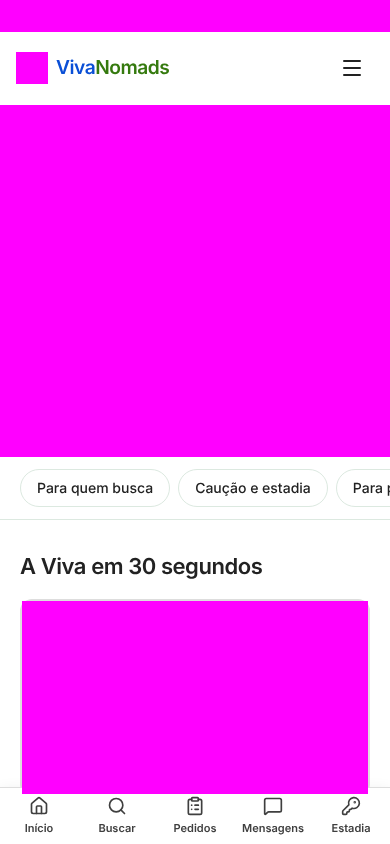 VivaNomads
Para quem busca
Caução e estadia
Para
A Viva em 30 segundos
Início
Buscar
Pedidos
Mensagens
Estadia